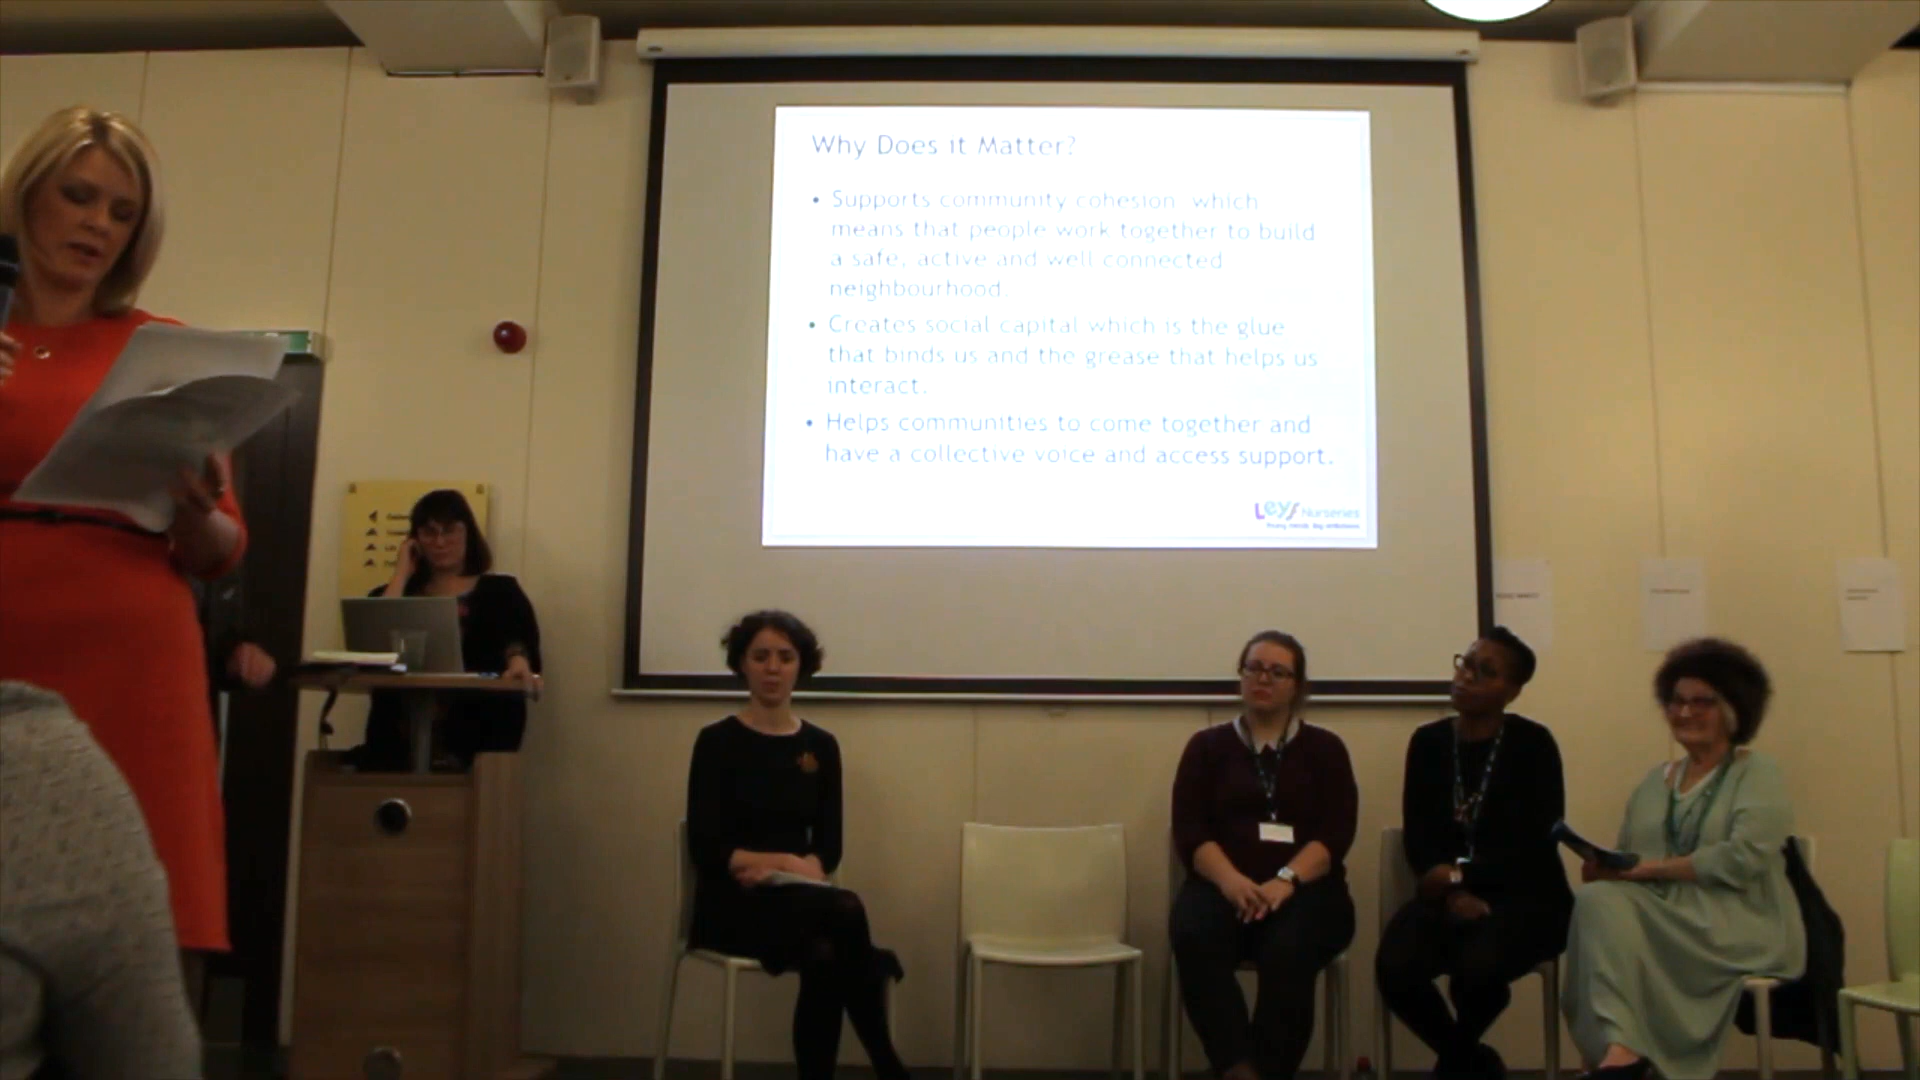 Why Does it Matter?
• Supports community cohesion which
means that people work together to build
a safe, active and well connected
neighbourhood.
• Creates social capital which is the glue
that binds us and the grease that helps us
interact.
• Helps communities to come together and
have a collective voice and access support.
Leys Nurseries